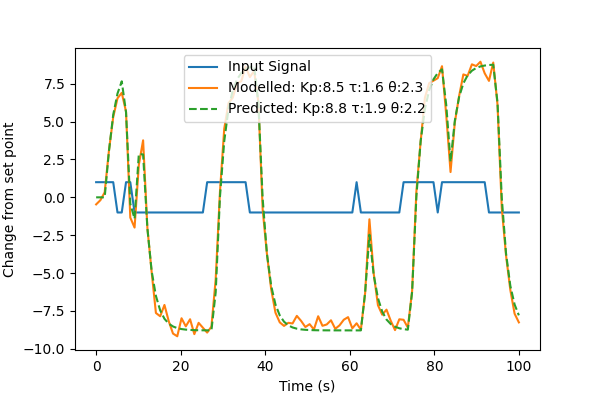 Input Signal
Modelled: Kp:8.5 τ:1.6 θ:2.3
Predicted: Kp:8.8 τ:1.9 θ:2.2
7.5
5.0
2.5
0.0
−2.5
−5.0
−7.5
−10.0
Change from set point
0 20 40 60 80 100
Time (s)